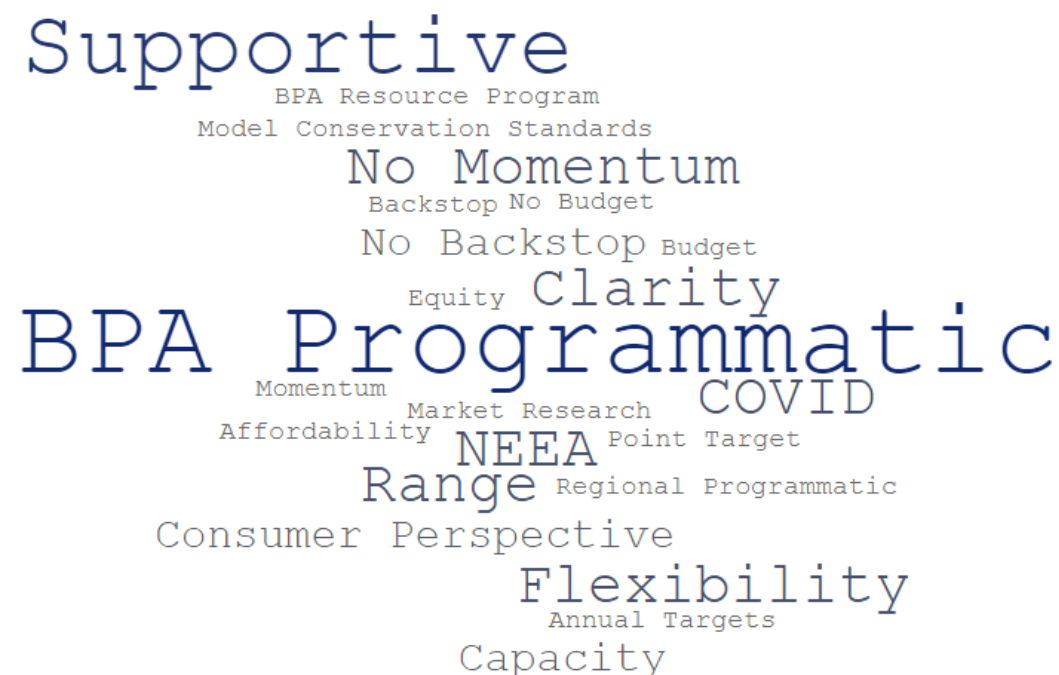 Supportive
BPA Resource Program
Model Conservation Standards
No Momentum
Backstop No Budget
No Backstop Budget
Equity Clarity
BPA Programmatic
Momentum COVID
Market Research
Affordability NEEA Point Target
Range Regional Programmatic
Consumer Perspective
Flexibility
Annual Targets
Capacity